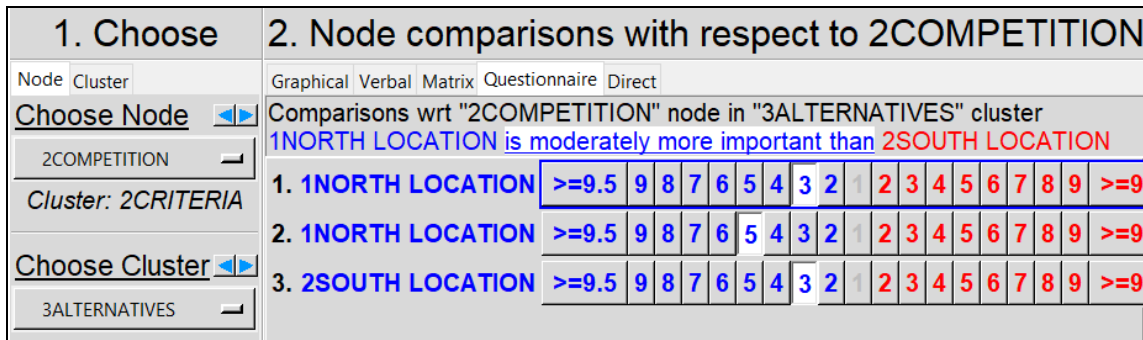 1. Choose
2. Node comparisons with respect to 2COMPETITION
Node Cluster
Graphical Verbal Matrix Questionnaire Direct
Choose Node
2COMPETITION
Cluster: 2CRITERIA
Choose Cluster
3ALTERNATIVES
Comparisons wrt "2COMPETITION" node in "3ALTERNATIVES" cluster
1NORTH LOCATION is moderately more important than 2SOUTH LOCATION
1. 1NORTH LOCATION >=9.5 9 8 7 6 5 4 3 2 1 2 3 4 5 6 7 8 9 >=9
2. 1NORTH LOCATION >=9.5 9 8 7 6 5 4 3 2 1 2 3 4 5 6 7 8 9 >=9
3. 2SOUTH LOCATION >=9.5 9 8 7 6 5 4 3 2 1 2 3 4 5 6 7 8 9 >=9